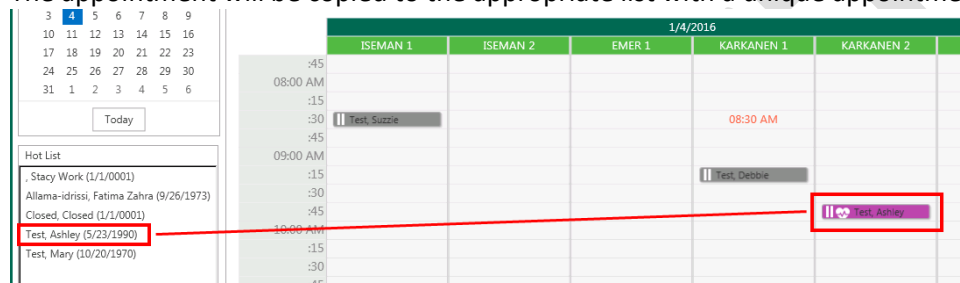 The appointment will be copied to the appropriate list with a unique appointme
3 4 5 6 7 8 9
10 11 12 13 14 15 16
17 18 19 20 21 22 23
24 25 26 27 28 29 30
31 1 2 3 4 5 6
Today
Hot List
, Stacy Work (1/1/0001)
Allama-idrissi, Fatima Zahra (9/26/1973)
Closed, Closed (1/1/0001)
Test, Ashley (5/23/1990)
Test, Mary (10/20/1970)
1/4/2016
ISEMAN 1 ISEMAN 2 EMER 1 KARKANEN 1 KARKANEN 2
:45
08:00 AM
:15
:30 Test, Suzzie 08:30 AM
:45
09:00 AM
:15 Test, Debbie
:30
:45 Test, Ashley
10:00 AM
:15
:30
:45